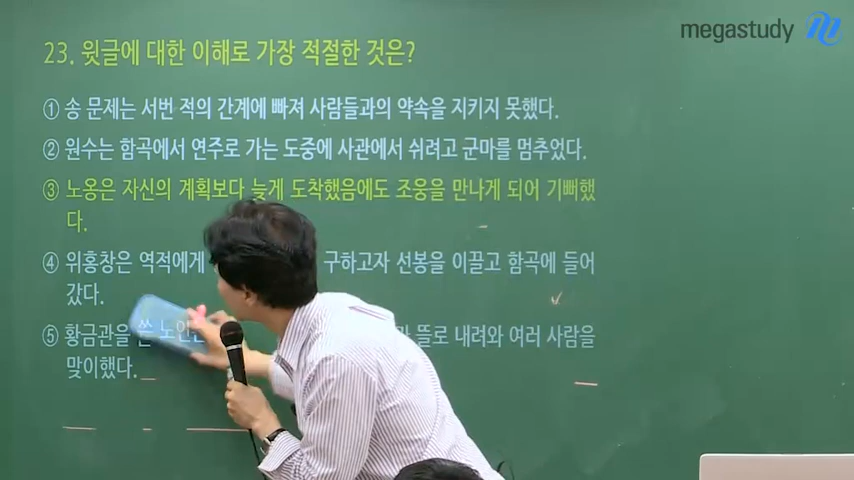 megastudy
23. 윗글에 대한 이해로 가장 적절한 것은?
① 송 문제는 서번 적의 간계에 빠져 사람들과의 약속을 지키지 못했다.
② 원수는 함곡에서 연주로 가는 도중에 사관에서 쉬려고 군마를 멈추었다.
③ 노옹은 자신의 계획보다 늦게 도착했음에도 조웅을 만나게 되어 기뻐했
다.
④ 위홍창은 역적에게 구하고자 선봉을 이끌고 함곡에 들어
갔다.
⑤ 황금관을 쓴 뜰로 내려와 여러 사람을
맞이했다.